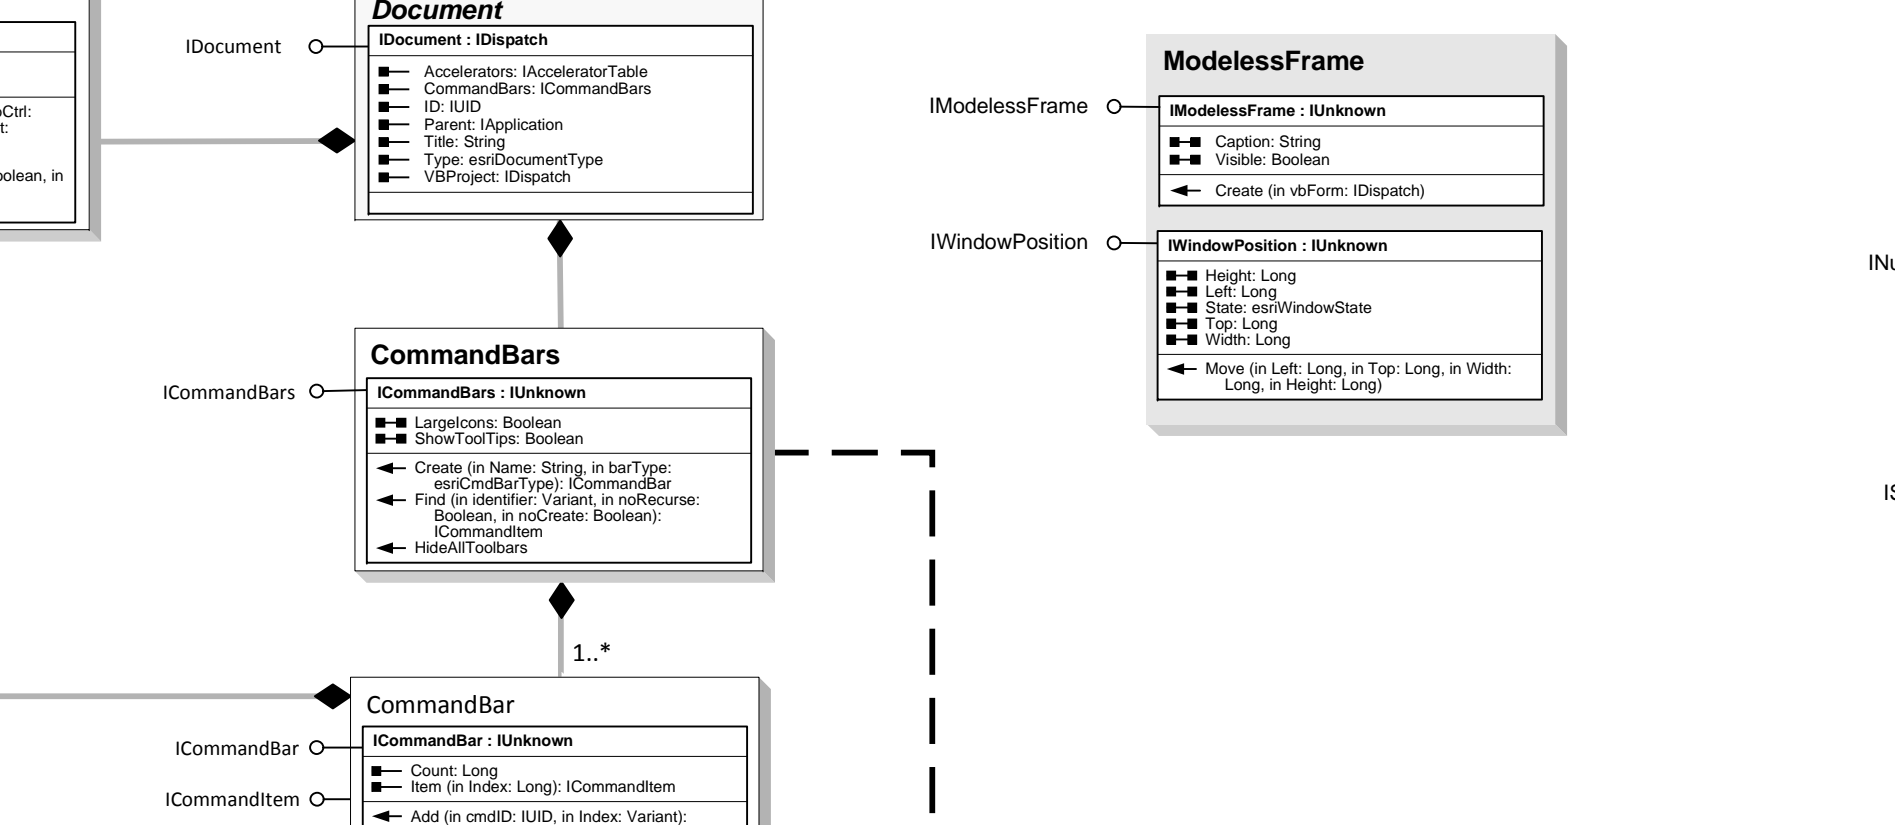 oCtrl:
t:
oolean, in
Document
IDocument
IDocument : IDispatch
Accelerators: IAcceleratorTable
CommandBars: ICommandBars
ID: IUID
Parent: IApplication
Title: String
Type: esriDocumentType
VBProject: IDispatch
CommandBars
ICommandBars
ICommandBars : IUnknown
LargeIcons: Boolean
ShowToolTips: Boolean
Create (in Name: String, in barType:
esriCmdBarType): ICommandBar
Find (in identifier: Variant, in noRecurse:
Boolean, in noCreate: Boolean):
ICommandItem
HideAllToolbars
1..*
CommandBar
ICommandBar
ICommandBar : IUnknown
Count: Long
Item (in Index: Long): ICommandItem
ICommandItem
Add (in cmdID: IUID, in Index: Variant):
ModelessFrame
IModelessFrame
IModelessFrame : IUnknown
Caption: String
Visible: Boolean
Create (in vbForm: IDispatch)
IWindowPosition
IWindowPosition : IUnknown
Height: Long
Left: Long
State: esriWindowState
Top: Long
Width: Long
Move (in Left: Long, in Top: Long, in Width:
Long, in Height: Long)